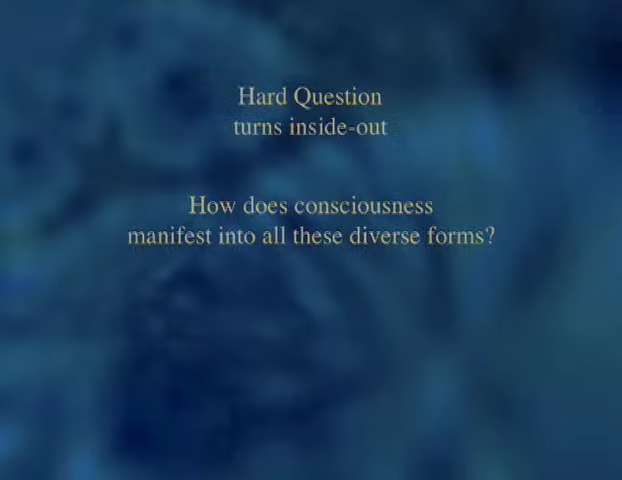 Hard Question
turns inside-out
How does consciousness
manifest into all these diverse forms?